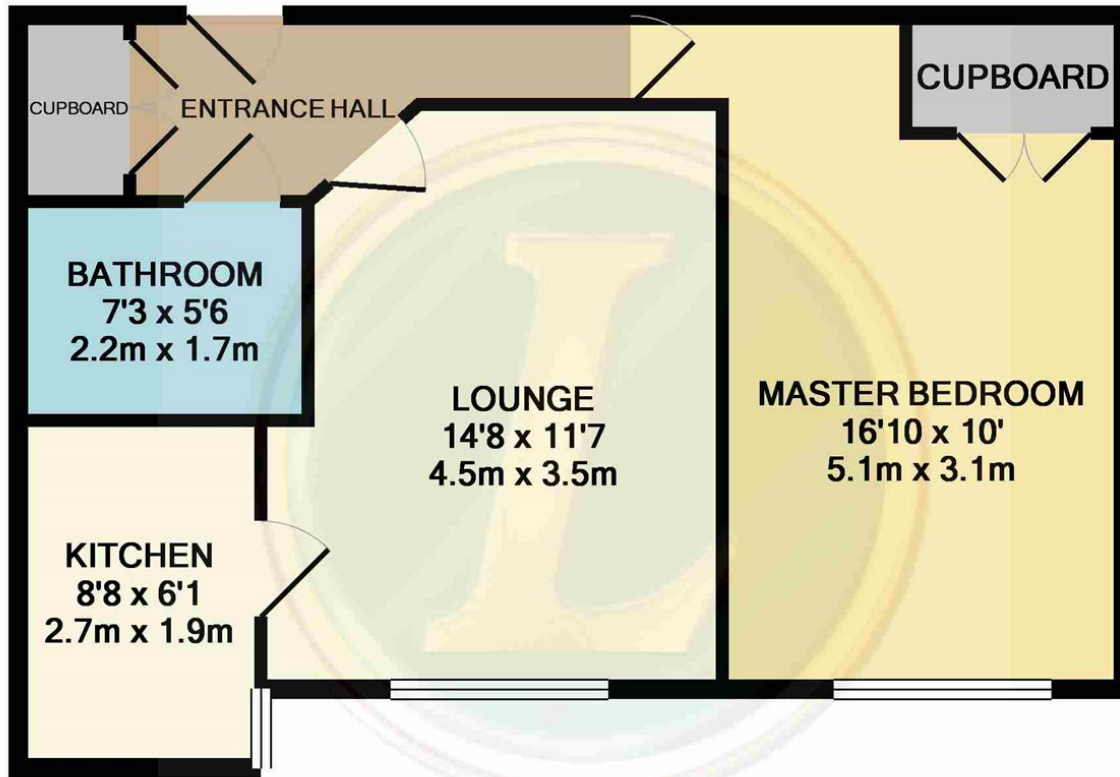 CUPBOARD
ENTRANCE HALL
CUPBOARD
BATHROOM
7'3 x 5'6
2.2m x 1.7m
LOUNGE
14'8 x 11'7
4.5m x 3.5m
MASTER BEDROOM
16'10 x 10'
5.1m x 3.1m
KITCHEN
8'8 x 6'1
2.7m x 1.9m
L